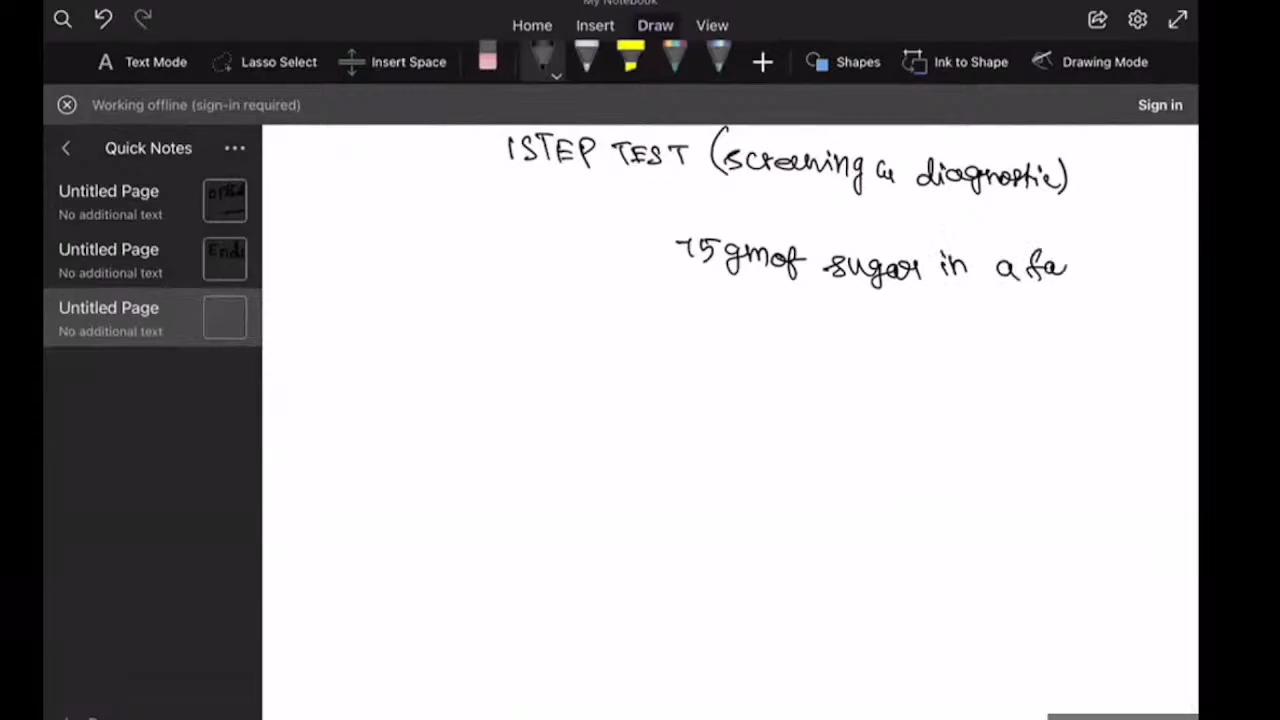 My Notebook
Home Insert Draw View
Text Mode Lasso Select Insert Space Shapes Ink to Shape Drawing Mode
Working offline (sign-in required) Sign in
Quick Notes
Untitled Page
No additional text
Untitled Page
No additional text
Untitled Page
No additional text
1STEP TEST (screening diagnostic)
75 gm of sugar in a fa